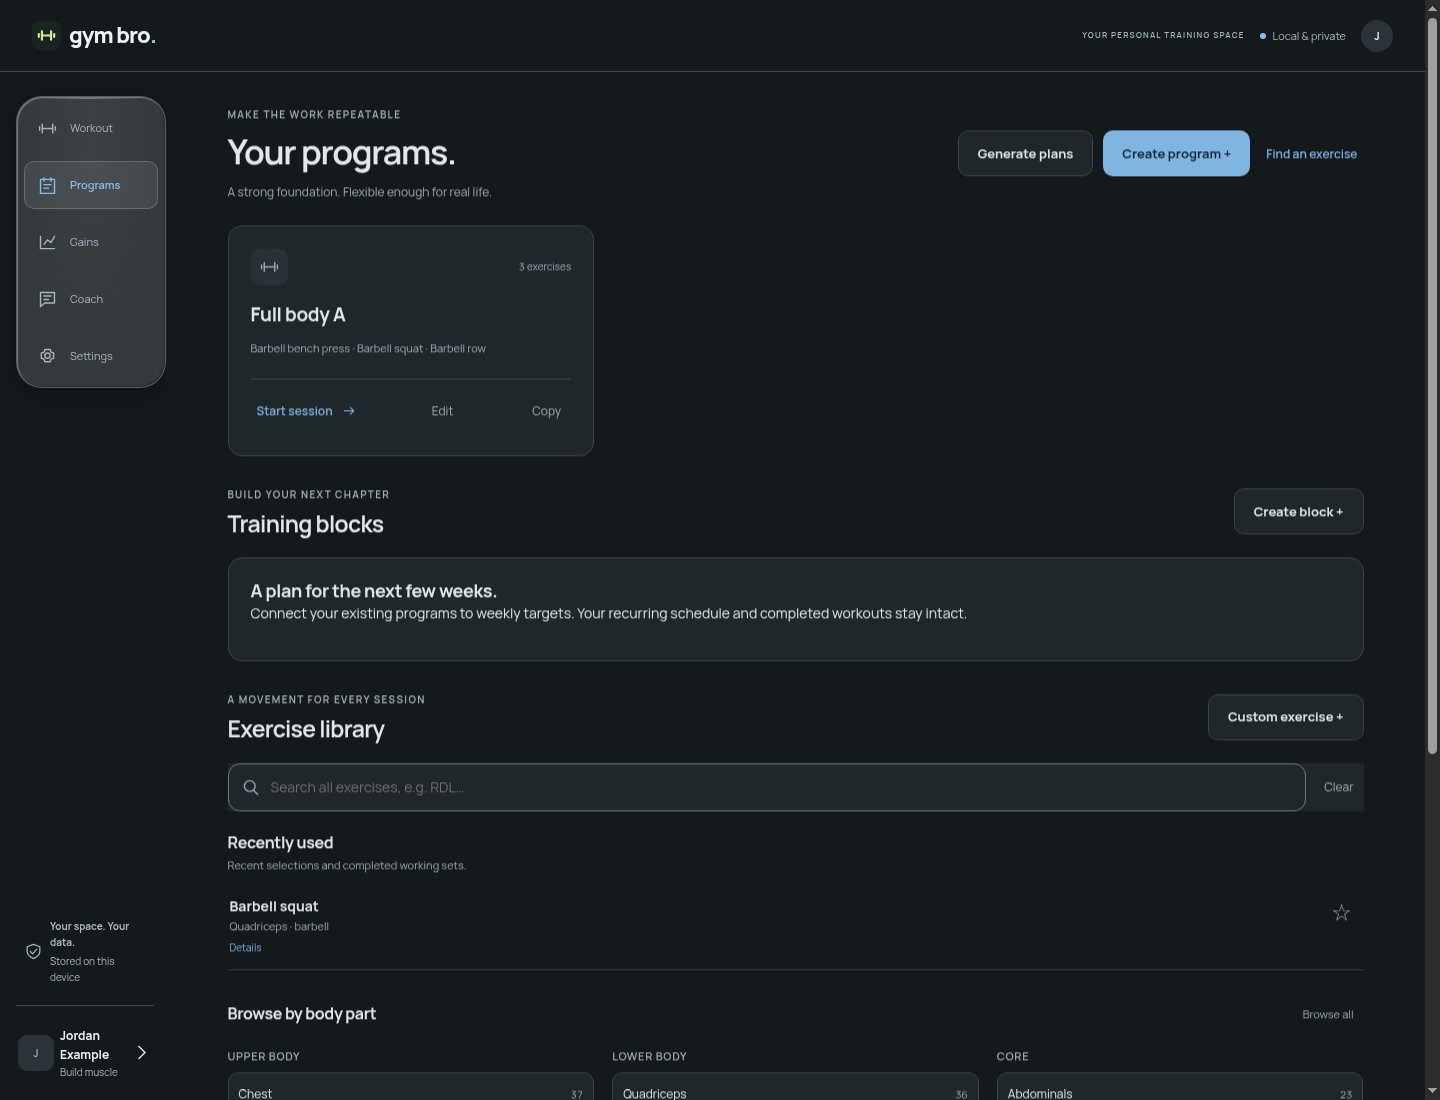 gym bro.
YOUR PERSONAL TRAINING SPACE
Local & private
J
Workout
Programs
Gains
Coach
Settings
Your space. Your
data.
Stored on this
device
J
Jordan
Example
Build muscle
MAKE THE WORK REPEATABLE
Your programs.
A strong foundation. Flexible enough for real life.
Generate plans
Create program +
Find an exercise
3 exercises
Full body A
Barbell bench press · Barbell squat · Barbell row
Start session →
Edit
Copy
BUILD YOUR NEXT CHAPTER
Training blocks
Create block +
A plan for the next few weeks.
Connect your existing programs to weekly targets. Your recurring schedule and completed workouts stay intact.
A MOVEMENT FOR EVERY SESSION
Exercise library
Custom exercise +
Search all exercises, e.g. RDL...
Clear
Recently used
Recent selections and completed working sets.
Barbell squat
Quadriceps · barbell
Details
Browse by body part
Browse all
UPPER BODY
Chest 37
LOWER BODY
Quadriceps 36
CORE
Abdominals 23